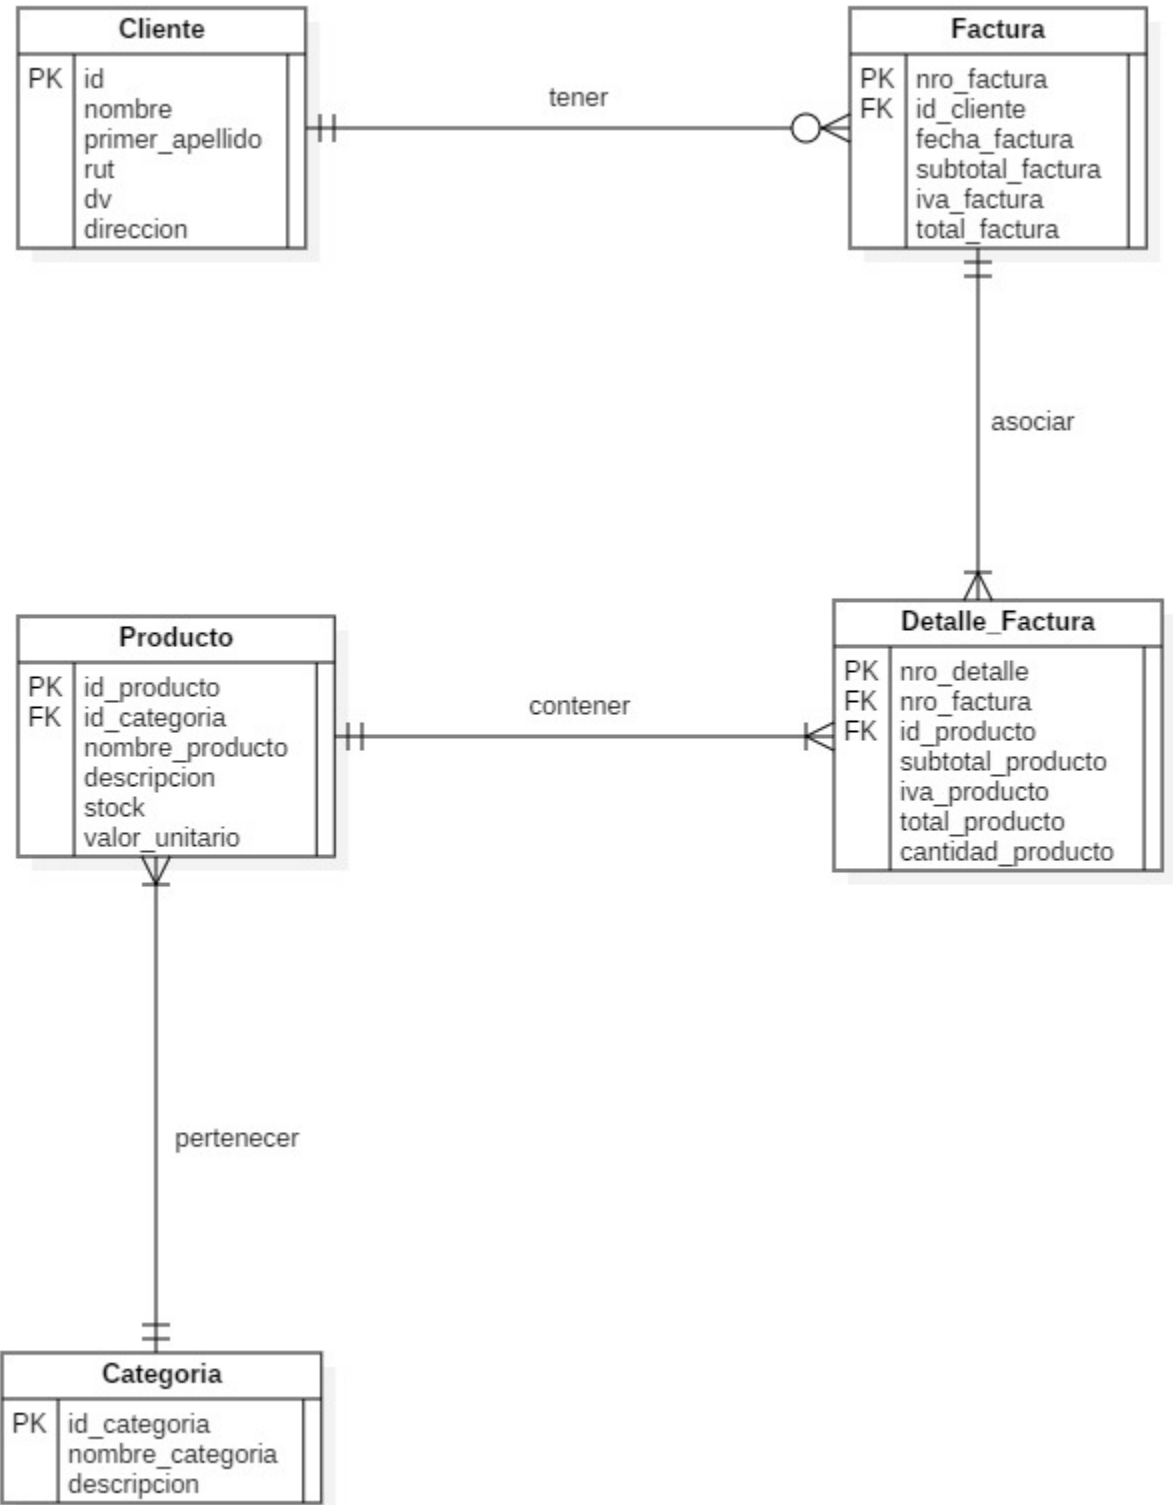 Cliente
PK id
nombre
primer_apellido
rut
dv
direccion
tener
Factura
PK nro_factura
FK id_cliente
fecha_factura
subtotal_factura
iva_factura
total_factura
asociar
Producto
PK id_producto
FK id_categoria
nombre_producto
descripcion
stock
valor_unitario
contener
Detalle_Factura
PK nro_detalle
FK nro_factura
FK id_producto
subtotal_producto
iva_producto
total_producto
cantidad_producto
pertenecer
Categoria
PK id_categoria
nombre_categoria
descripcion